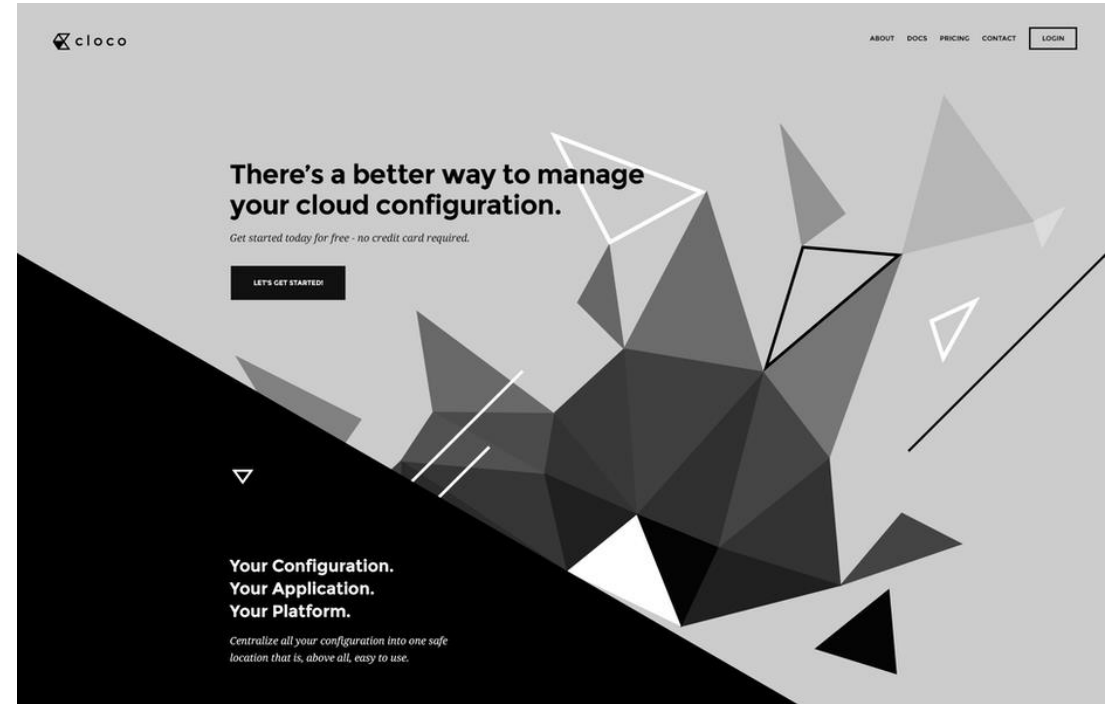 cloco
ABOUT DOCS PRICING CONTACT LOGIN
There's a better way to manage
your cloud configuration.
Get started today for free - no credit card required.
LET'S GET STARTED!
Your Configuration.
Your Application.
Your Platform.
Centralize all your configuration into one safe
location that is, above all, easy to use.